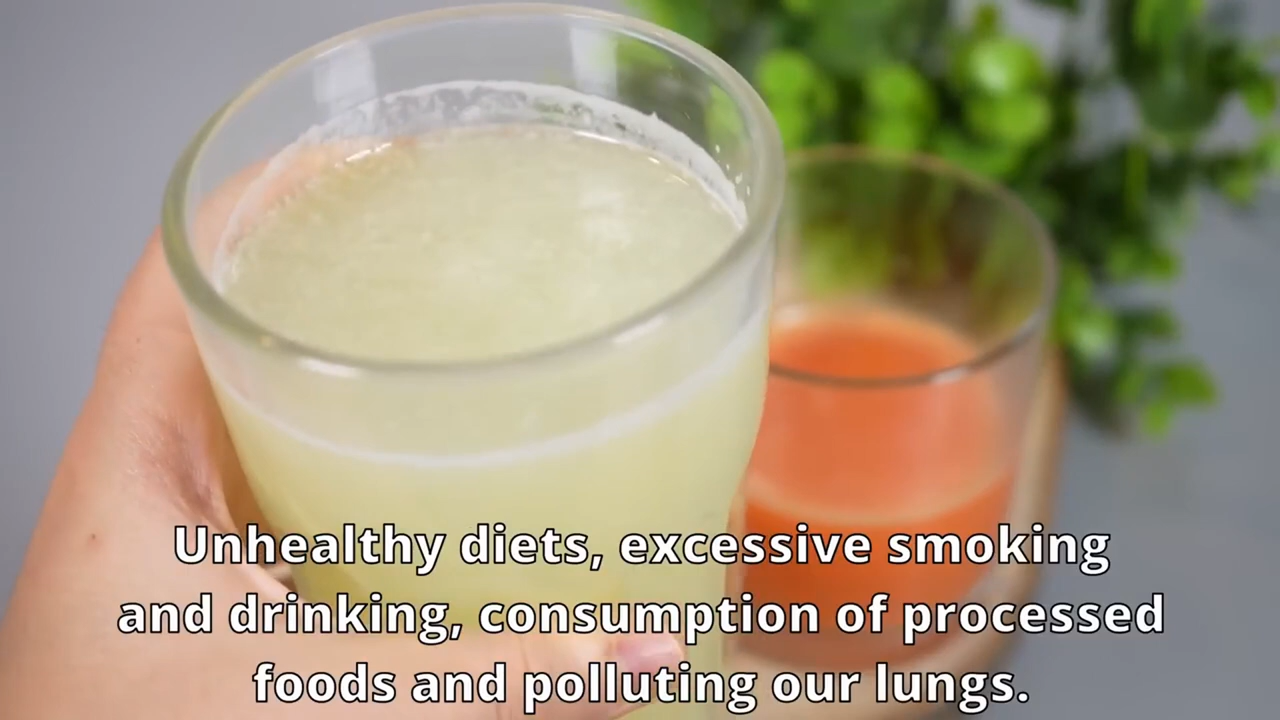 Unhealthy diets, excessive smoking
and drinking, consumption of processed
foods and polluting our lungs.